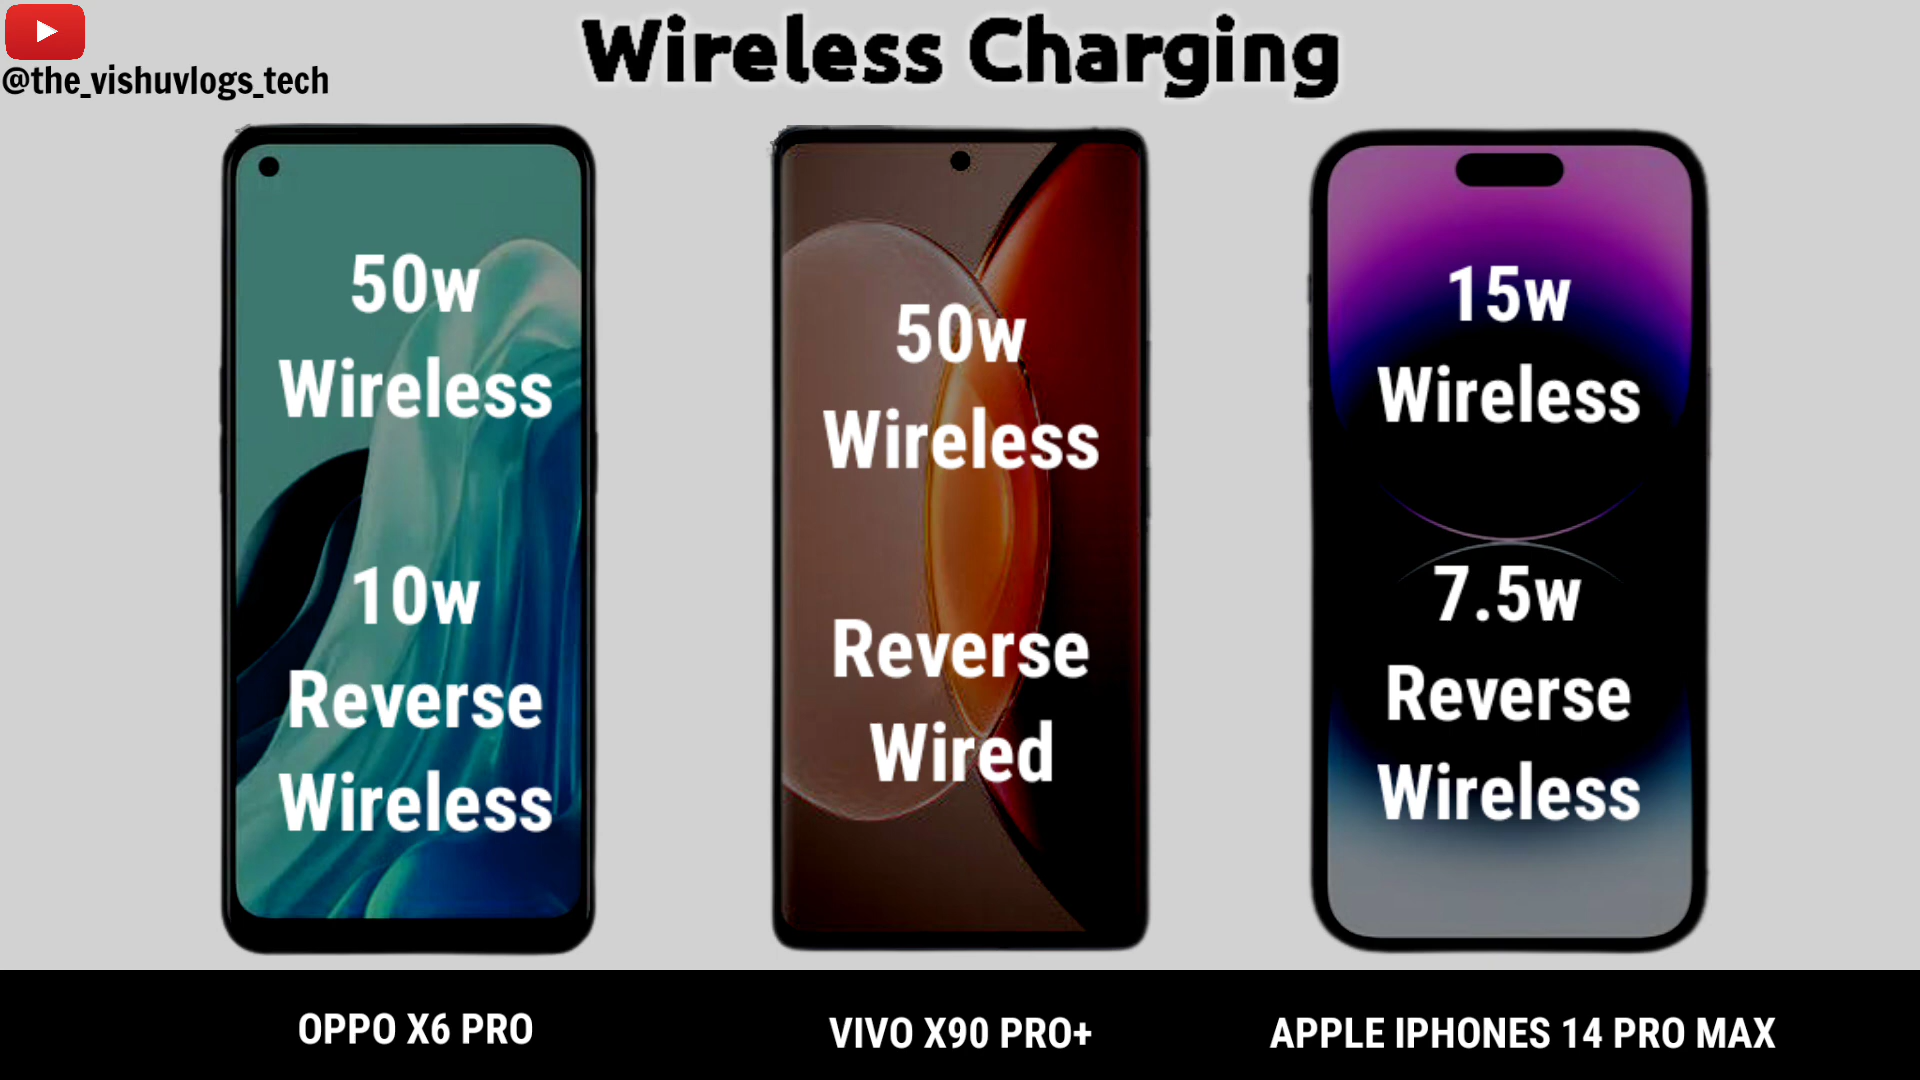 Wireless Charging
@the_vishuvlogs_tech
50w
Wireless
10w
Reverse
Wireless
50w
Wireless
Reverse
Wired
15w
Wireless
7.5w
Reverse
Wireless
OPPO X6 PRO
VIVO X90 PRO+
APPLE IPHONES 14 PRO MAX